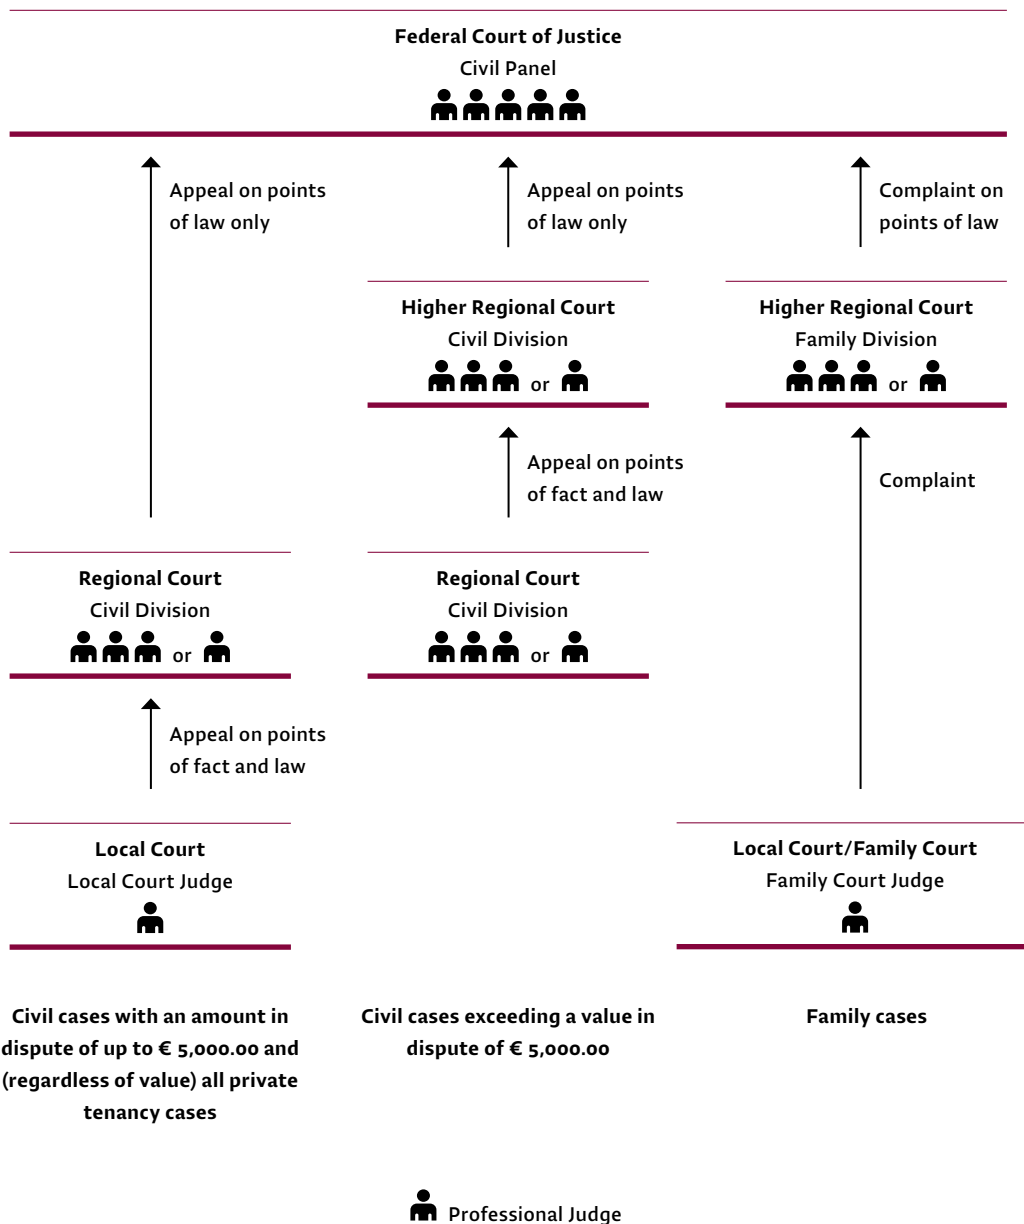 Federal Court of Justice
Civil Panel
Appeal on points
of law only
Appeal on points
of law only
Complaint on
points of law
Higher Regional Court
Civil Division
or
Higher Regional Court
Family Division
or
Appeal on points
of fact and law
Complaint
Regional Court
Civil Division
or
Regional Court
Civil Division
or
Appeal on points
of fact and law
Local Court
Local Court Judge
Local Court/Family Court
Family Court Judge
Civil cases with an amount in
dispute of up to € 5,000.00 and
(regardless of value) all private
tenancy cases
Civil cases exceeding a value in
dispute of € 5,000.00
Family cases
Professional Judge